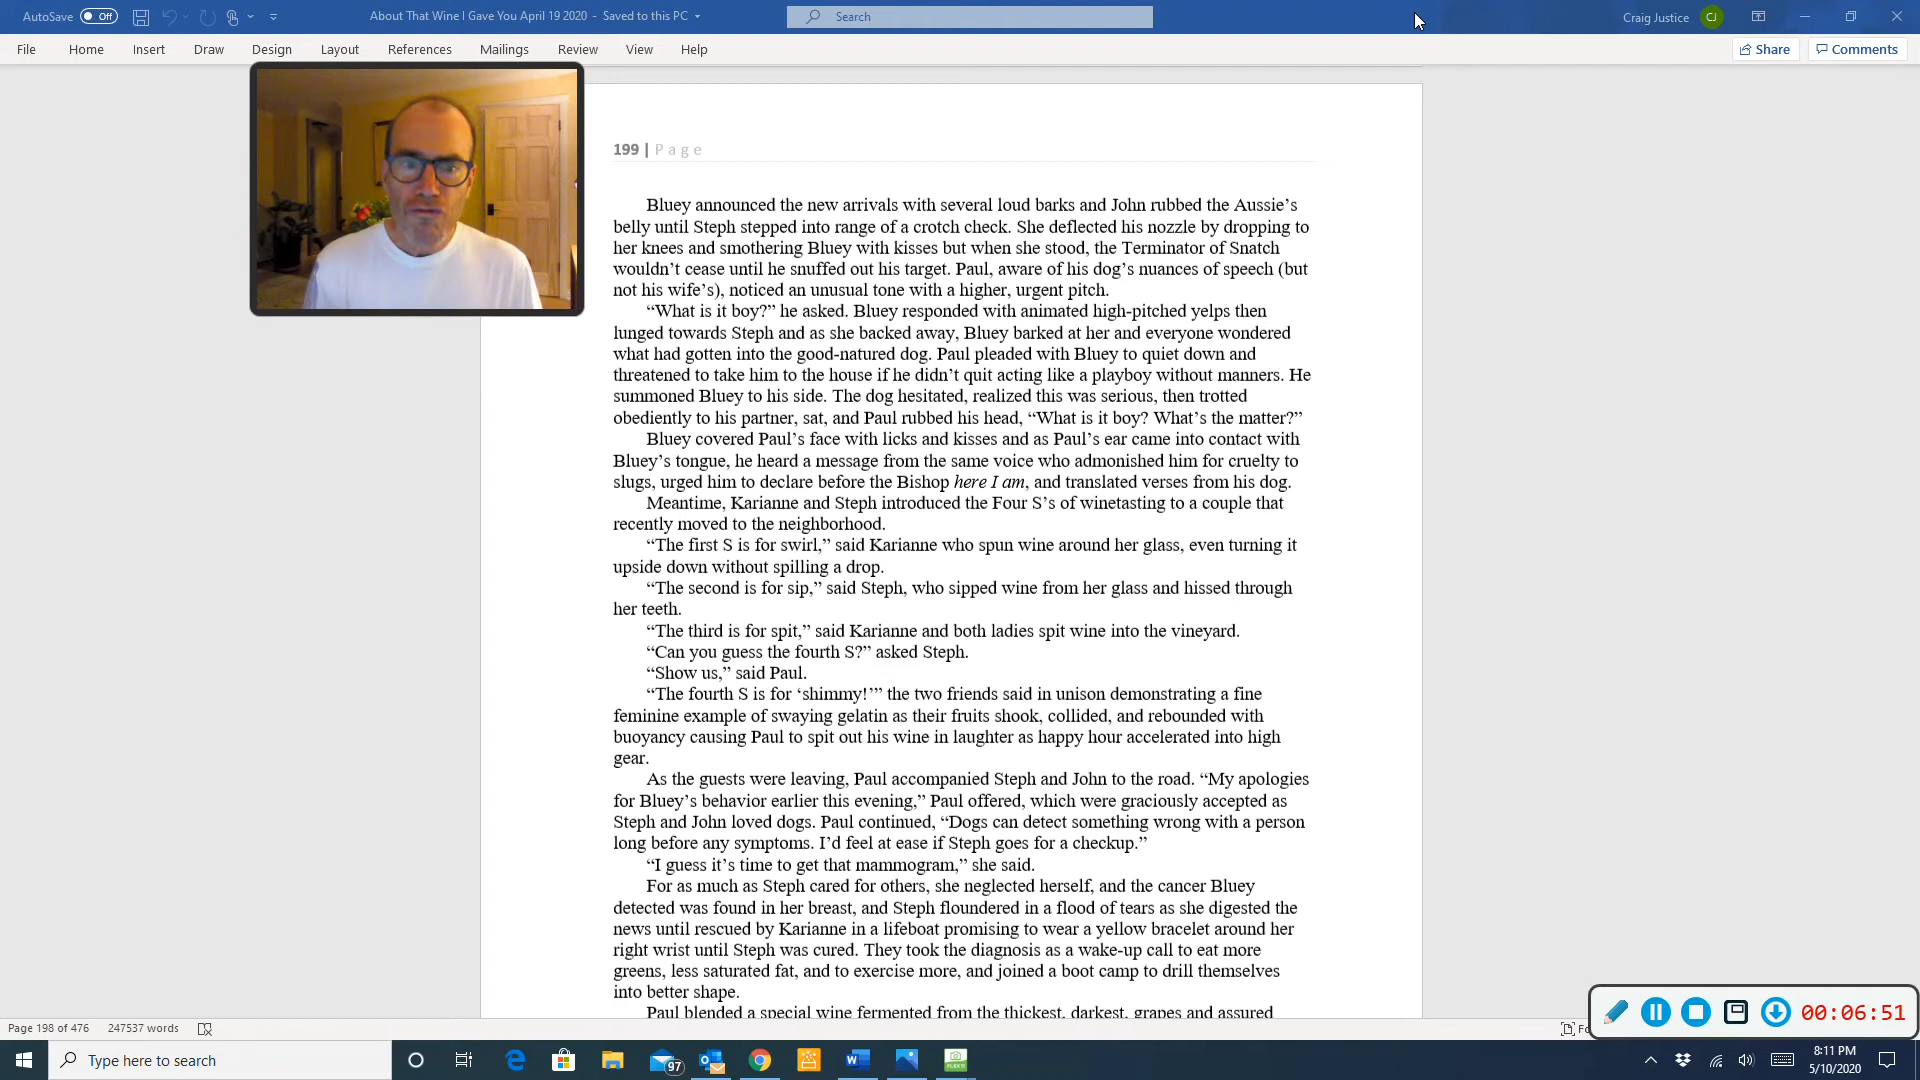 AutoSave Off About That Wine I Gave You April 19 2020 - Saved to this PC Search Craig Justice CJ
File Home Insert Draw Design Layout References Mailings Review View Help Share Comments
199 | Page
Bluey announced the new arrivals with several loud barks and John rubbed the Aussie’s
belly until Steph stepped into range of a crotch check. She deflected his nozzle by dropping to
her knees and smothering Bluey with kisses but when she stood, the Terminator of Snatch
wouldn’t cease until he snuffed out his target. Paul, aware of his dog’s nuances of speech (but
not his wife’s), noticed an unusual tone with a higher, urgent pitch.
“What is it boy?” he asked. Bluey responded with animated high-pitched yelps then
lunged towards Steph and as she backed away, Bluey barked at her and everyone wondered
what had gotten into the good-natured dog. Paul pleaded with Bluey to quiet down and
threatened to take him to the house if he didn’t quit acting like a playboy without manners. He
summoned Bluey to his side. The dog hesitated, realized this was serious, then trotted
obediently to his partner, sat, and Paul rubbed his head, “What is it boy? What’s the matter?”
Bluey covered Paul’s face with licks and kisses and as Paul’s ear came into contact with
Bluey’s tongue, he heard a message from the same voice who admonished him for cruelty to
slugs, urged him to declare before the Bishop here I am, and translated verses from his dog.
Meantime, Karianne and Steph introduced the Four S’s of winetasting to a couple that
recently moved to the neighborhood.
“The first S is for swirl,” said Karianne who spun wine around her glass, even turning it
upside down without spilling a drop.
“The second is for sip,” said Steph, who sipped wine from her glass and hissed through
her teeth.
“The third is for spit,” said Karianne and both ladies spit wine into the vineyard.
“Can you guess the fourth S?” asked Steph.
“Show us,” said Paul.
“The fourth S is for ‘shimmy!’” the two friends said in unison demonstrating a fine
feminine example of swaying gelatin as their fruits shook, collided, and rebounded with
buoyancy causing Paul to spit out his wine in laughter as happy hour accelerated into high
gear.
As the guests were leaving, Paul accompanied Steph and John to the road. “My apologies
for Bluey’s behavior earlier this evening,” Paul offered, which were graciously accepted as
Steph and John loved dogs. Paul continued, “Dogs can detect something wrong with a person
long before any symptoms. I’d feel at ease if Steph goes for a checkup.”
“I guess it’s time to get that mammogram,” she said.
For as much as Steph cared for others, she neglected herself, and the cancer Bluey
detected was found in her breast, and Steph floundered in a flood of tears as she digested the
news until rescued by Karianne in a lifeboat promising to wear a yellow bracelet around her
right wrist until Steph was cured. They took the diagnosis as a wake-up call to eat more
greens, less saturated fat, and to exercise more, and joined a boot camp to drill themselves
into better shape.
Paul blended a special wine fermented from the thickest, darkest, grapes and assured
00:06:51
Page 198 of 476 247537 words
Type here to search 97 8:11 PM
5/10/2020